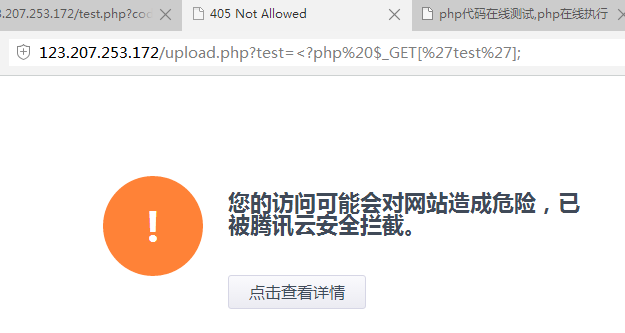 3.207.253.172/test.php?coo
405 Not Allowed
php代码在线测试,php在线执行
123.207.253.172/upload.php?test=<?php%20$_GET[%27test%27];
!
您的访问可能会对网站造成危险，已
被腾讯云安全拦截。
点击查看详情